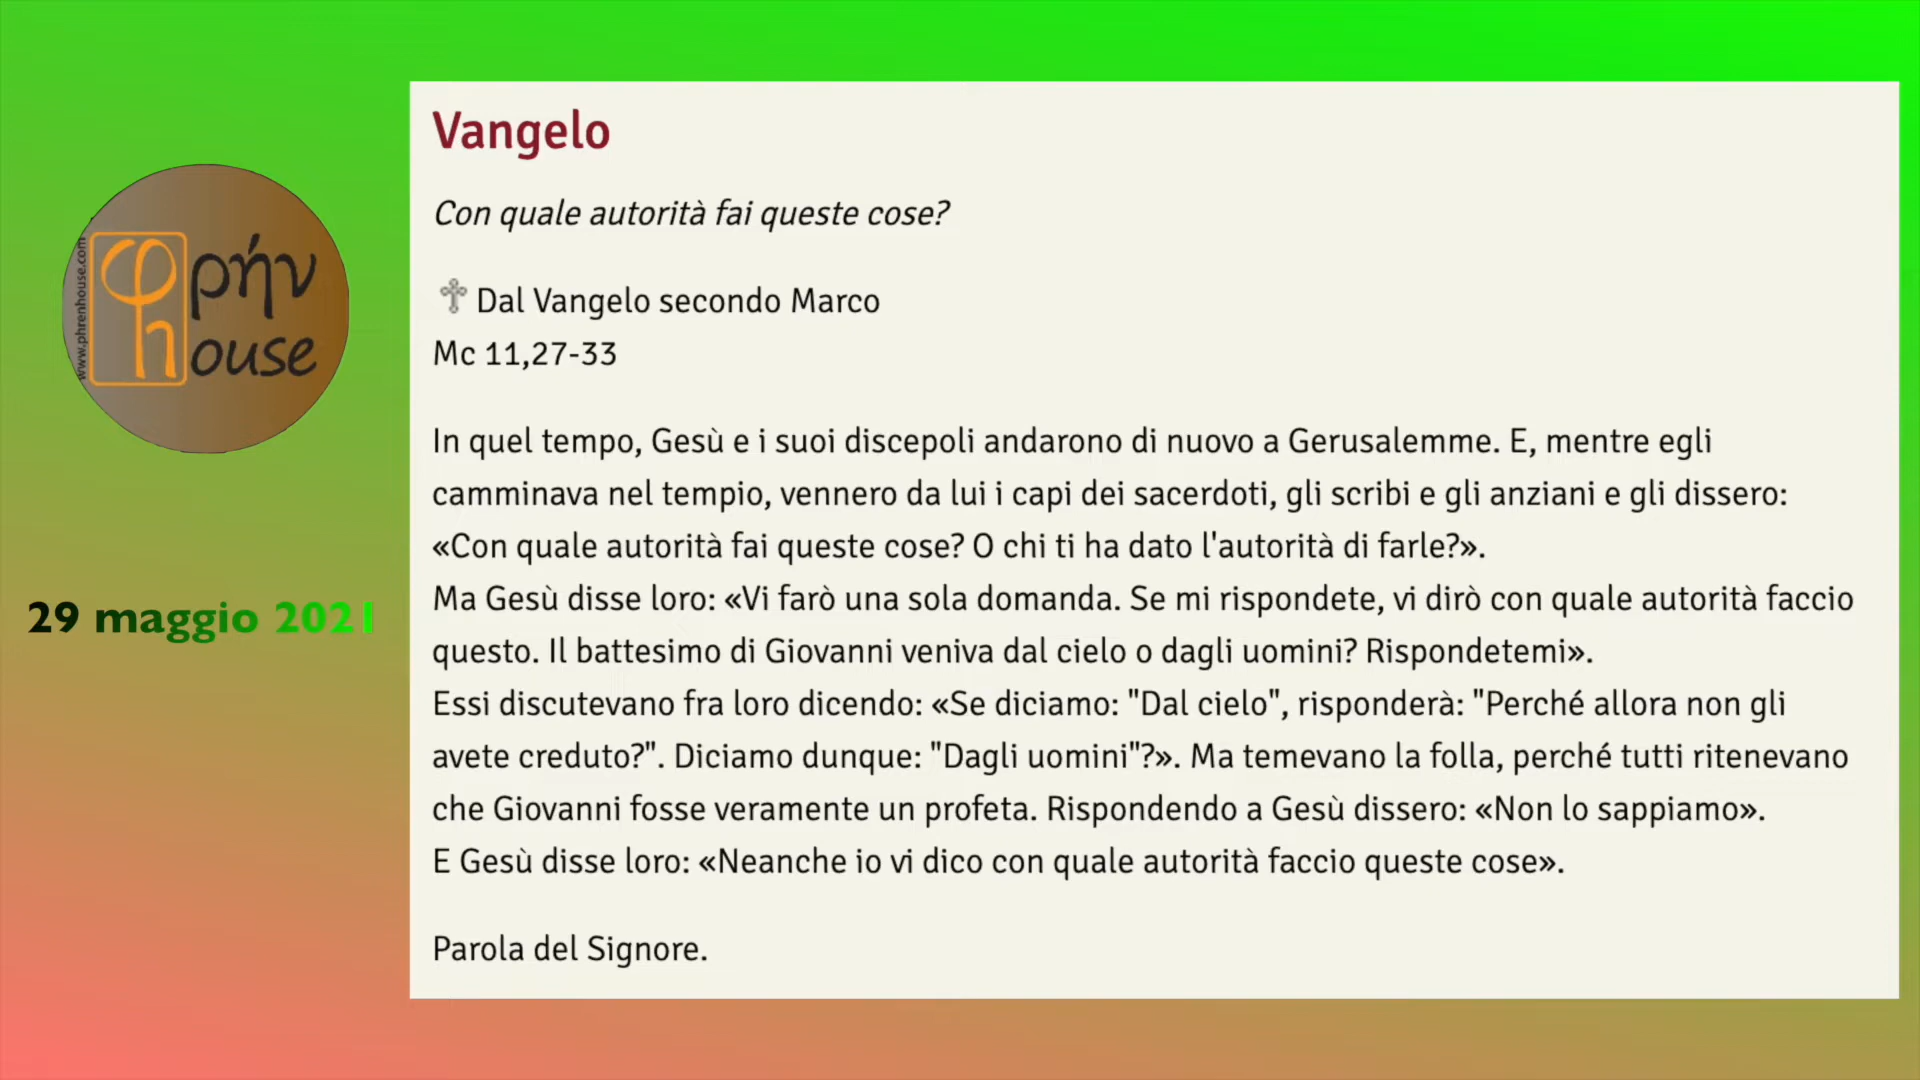 www.phrenhouse.com
φρήν
house
29 maggio 2021
Vangelo
Con quale autorità fai queste cose?
Dal Vangelo secondo Marco
Mc 11,27-33
In quel tempo, Gesù e i suoi discepoli andarono di nuovo a Gerusalemme. E, mentre egli
camminava nel tempio, vennero da lui i capi dei sacerdoti, gli scribi e gli anziani e gli dissero:
«Con quale autorità fai queste cose? O chi ti ha dato l'autorità di farle?».
Ma Gesù disse loro: «Vi farò una sola domanda. Se mi rispondete, vi dirò con quale autorità faccio
questo. Il battesimo di Giovanni veniva dal cielo o dagli uomini? Rispondetemi».
Essi discutevano fra loro dicendo: «Se diciamo: "Dal cielo", risponderà: "Perché allora non gli
avete creduto?". Diciamo dunque: "Dagli uomini"?». Ma temevano la folla, perché tutti ritenevano
che Giovanni fosse veramente un profeta. Rispondendo a Gesù dissero: «Non lo sappiamo».
E Gesù disse loro: «Neanche io vi dico con quale autorità faccio queste cose».
Parola del Signore.